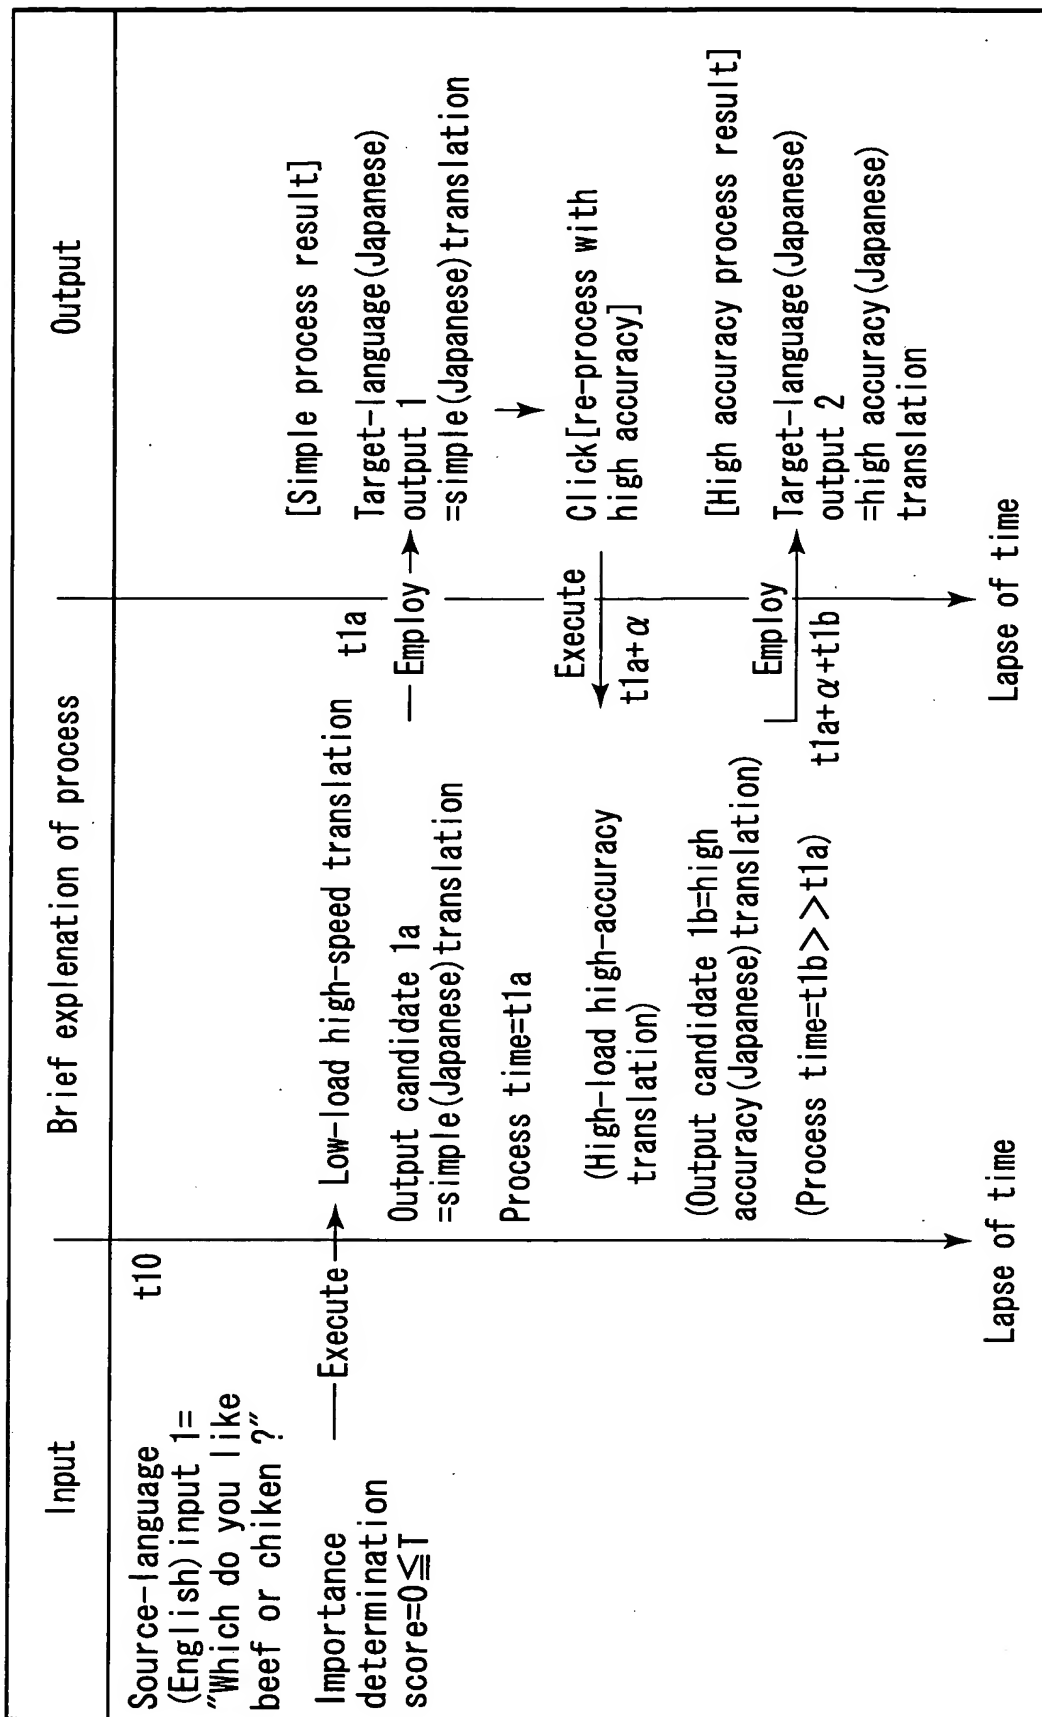 Input
Brief explenation of process
Output
Source-language
(English) input 1=
"Which do you like
beef or chiken ?"
t10
Importance
determination
score=0≦T
Execute
Low-load high-speed translation
Output candidate 1a
=simple(Japanese)translation
Process time=t1a
(High-load high-accuracy
translation)
(Output candidate 1b=high
accuracy(Japanese)translation)
(Process time=t1b>>t1a)
t1a
Employ
Execute
t1a+α
Employ
t1a+α+t1b
[Simple process result]
Target-language(Japanese)
output 1
=simple(Japanese)translation
Click[re-process with
high accuracy]
[High accuracy process result]
Target-language(Japanese)
output 2
=high accuracy(Japanese)
translation
Lapse of time
Lapse of time